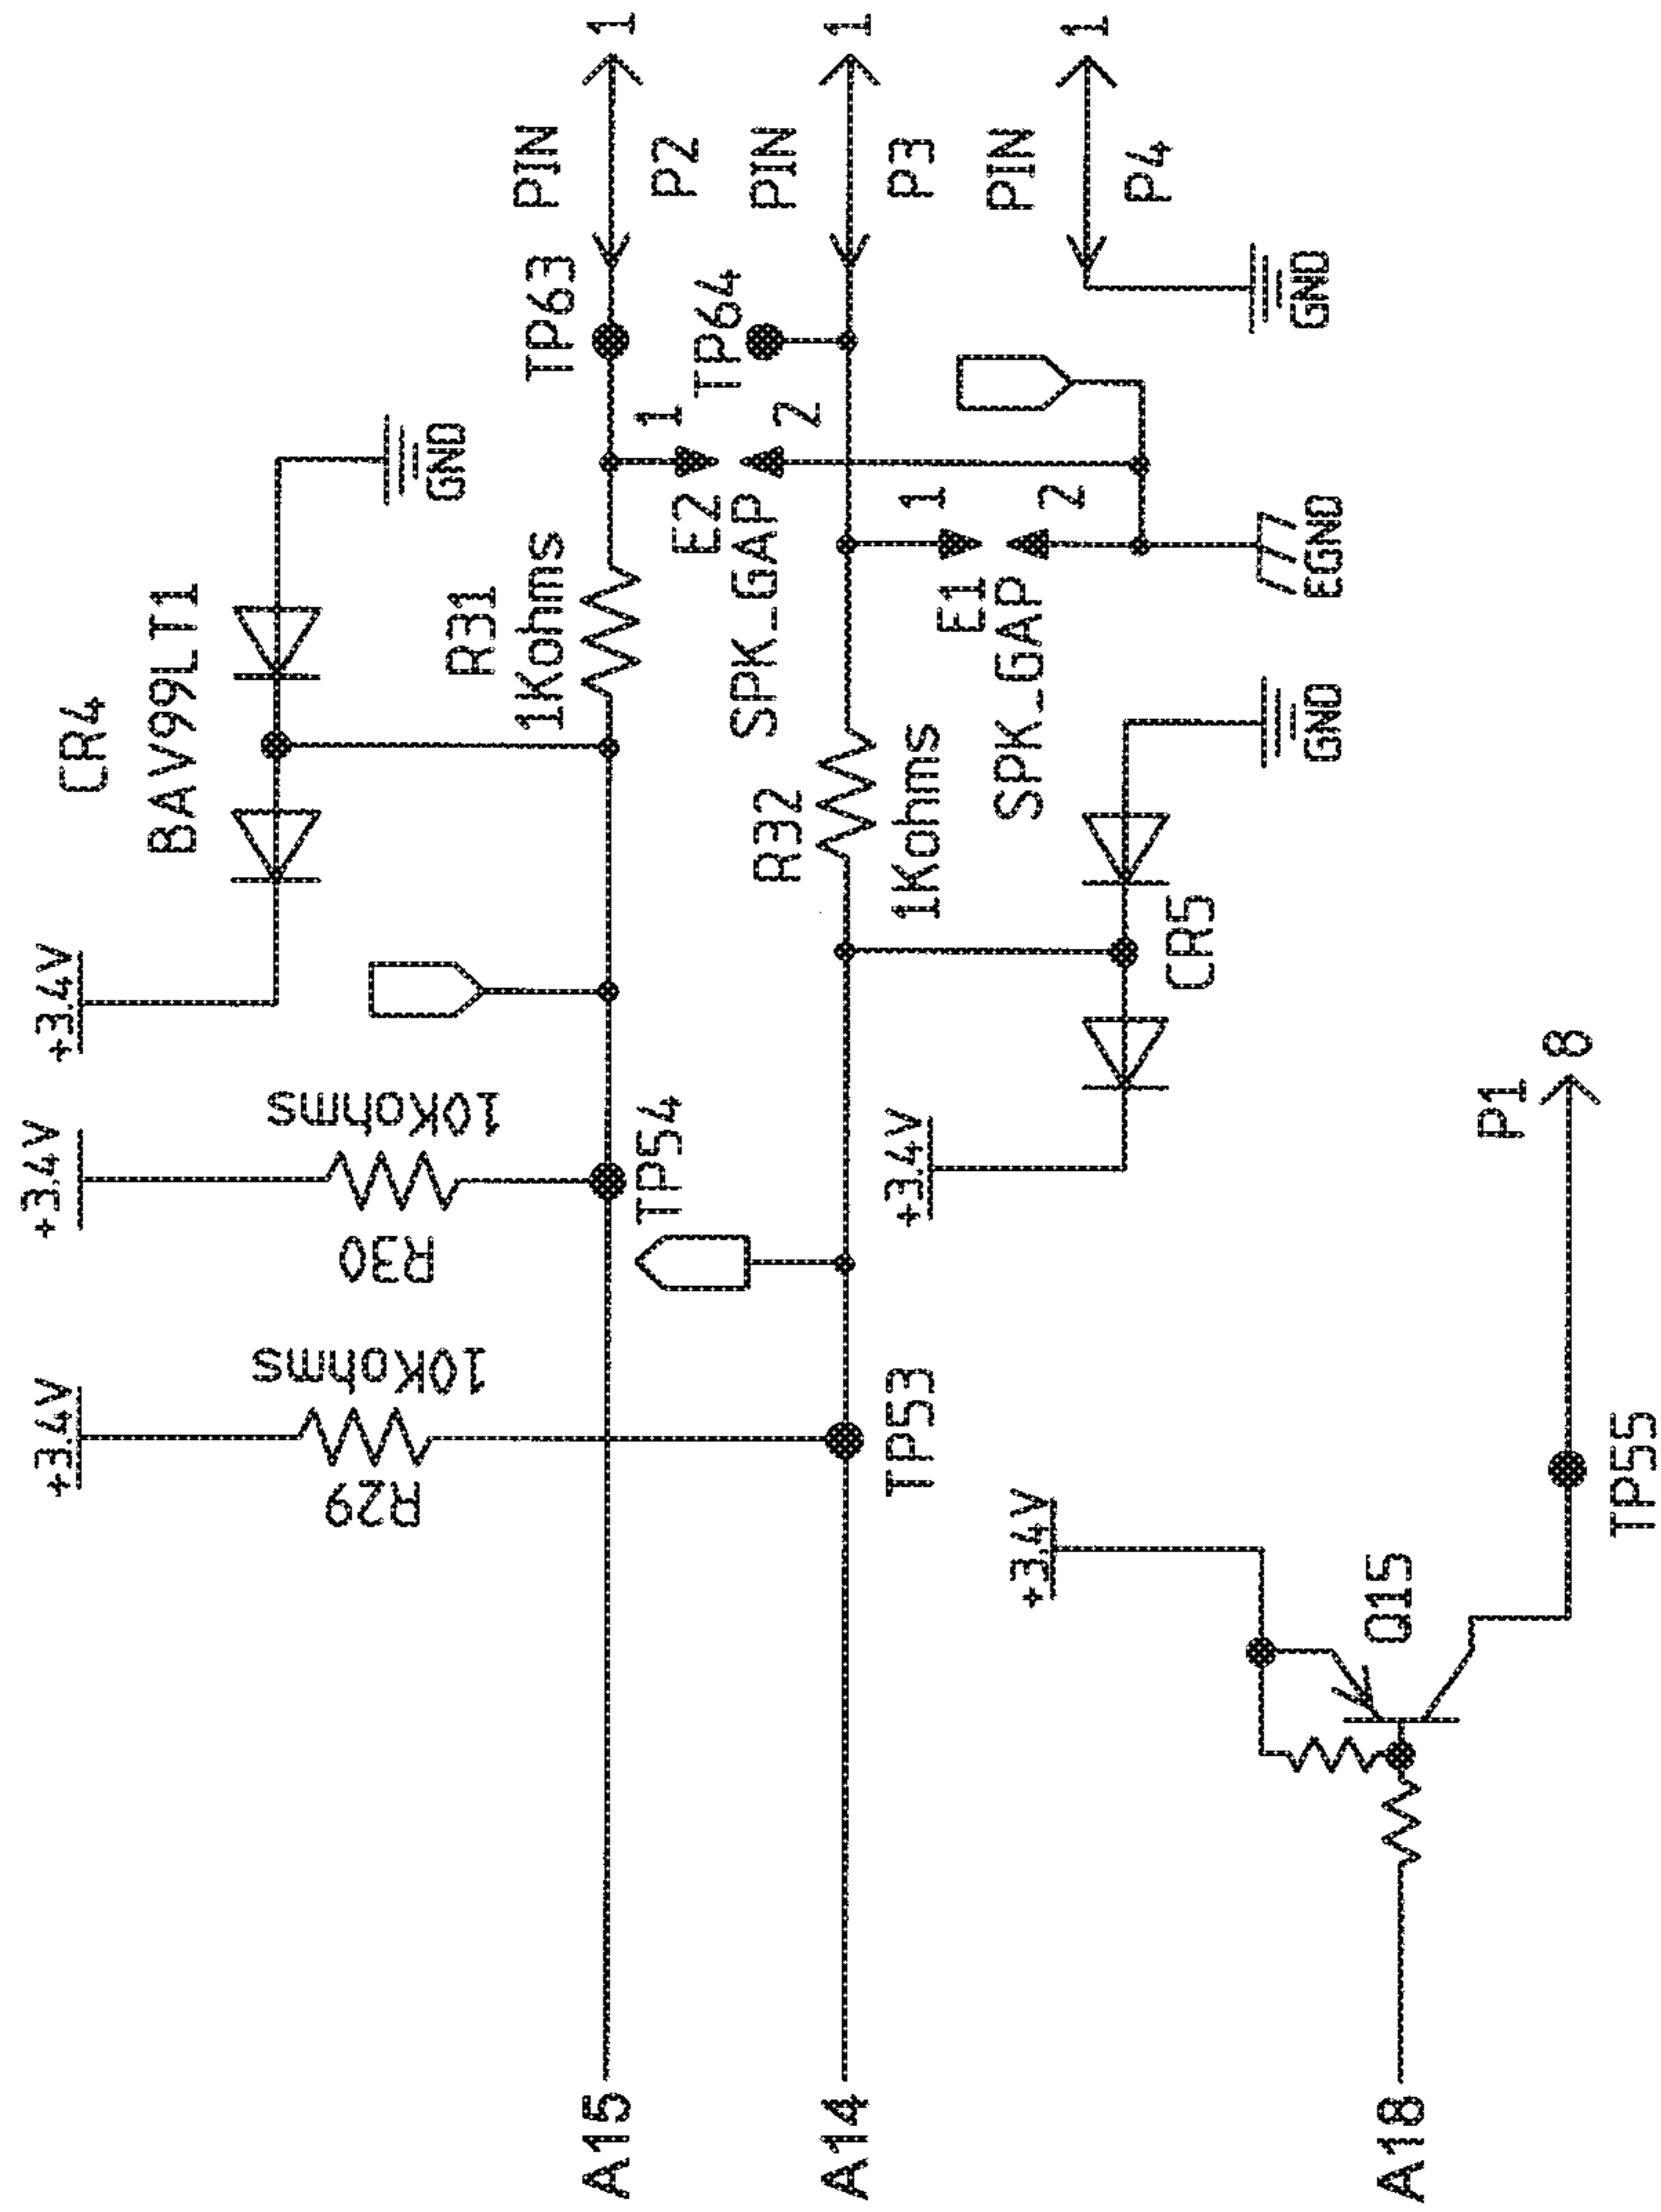 +3.4V
+3.4V
+3.4V
CR4
BAV99LT1
GND
R29
10Kohms
R30
10Kohms
R31
1Kohms
A15
TP54
TP63
PIN
P2
1
E2
SPK_GAP
1
2
TP64
A14
TP53
R32
1Kohms
PIN
P3
1
E1
SPK_GAP
1
2
+3.4V
CR5
GND
EGND
PIN
P4
1
GND
+3.4V
Q15
A18
TP55
P1
8